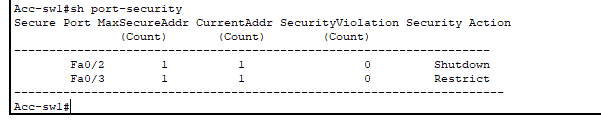 Acc-sw1#sh port-security
Secure Port MaxSecureAddr CurrentAddr SecurityViolation Security Action
(Count) (Count) (Count)
--------------------------------------------------------------------
Fa0/2 1 1 0 Shutdown
Fa0/3 1 1 0 Restrict
----------------------------------------------------------------------
Acc-sw1#